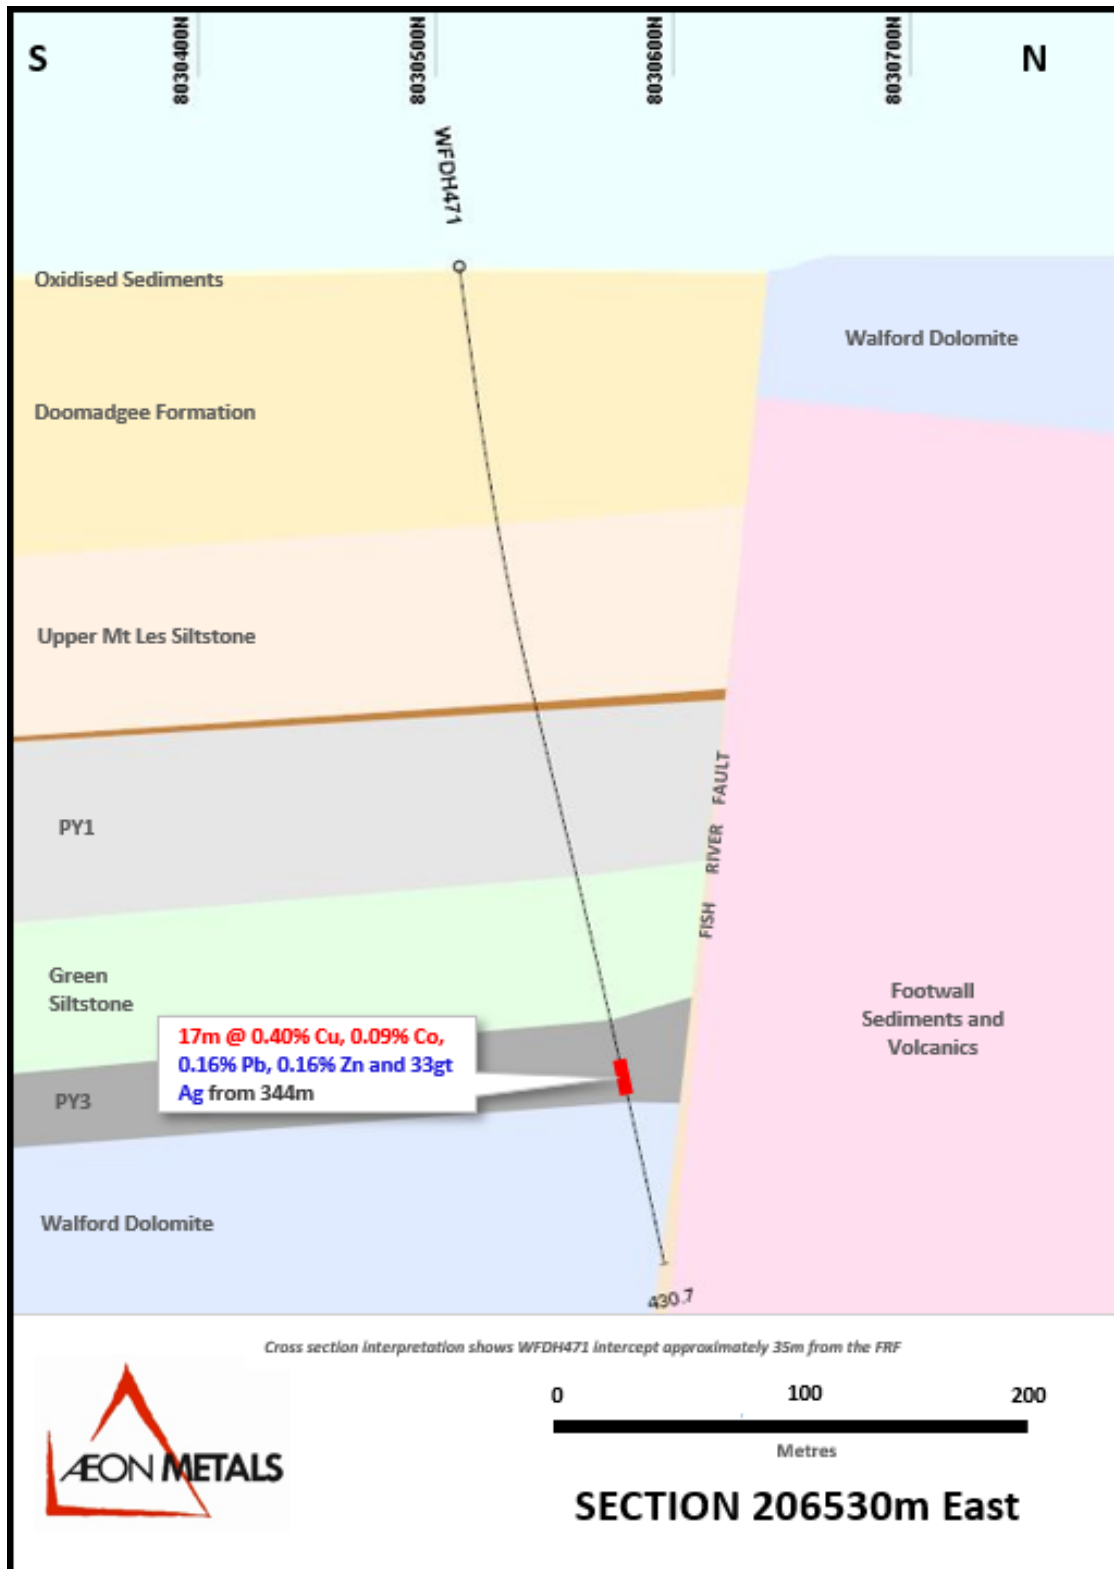 S
N
8030400N
8030500N
8030600N
8030700N
WFDH471
Oxidised Sediments
Walford Dolomite
Doomadgee Formation
Upper Mt Les Siltstone
PY1
FISH RIVER FAULT
Green
Siltstone
Footwall
Sediments and
Volcanics
17m @ 0.40% Cu, 0.09% Co,
0.16% Pb, 0.16% Zn and 33gt
Ag from 344m
PY3
Walford Dolomite
430.7
Cross section interpretation shows WFDH471 intercept approximately 35m from the FRF
0 100 200
Metres
ÆON METALS
SECTION 206530m East